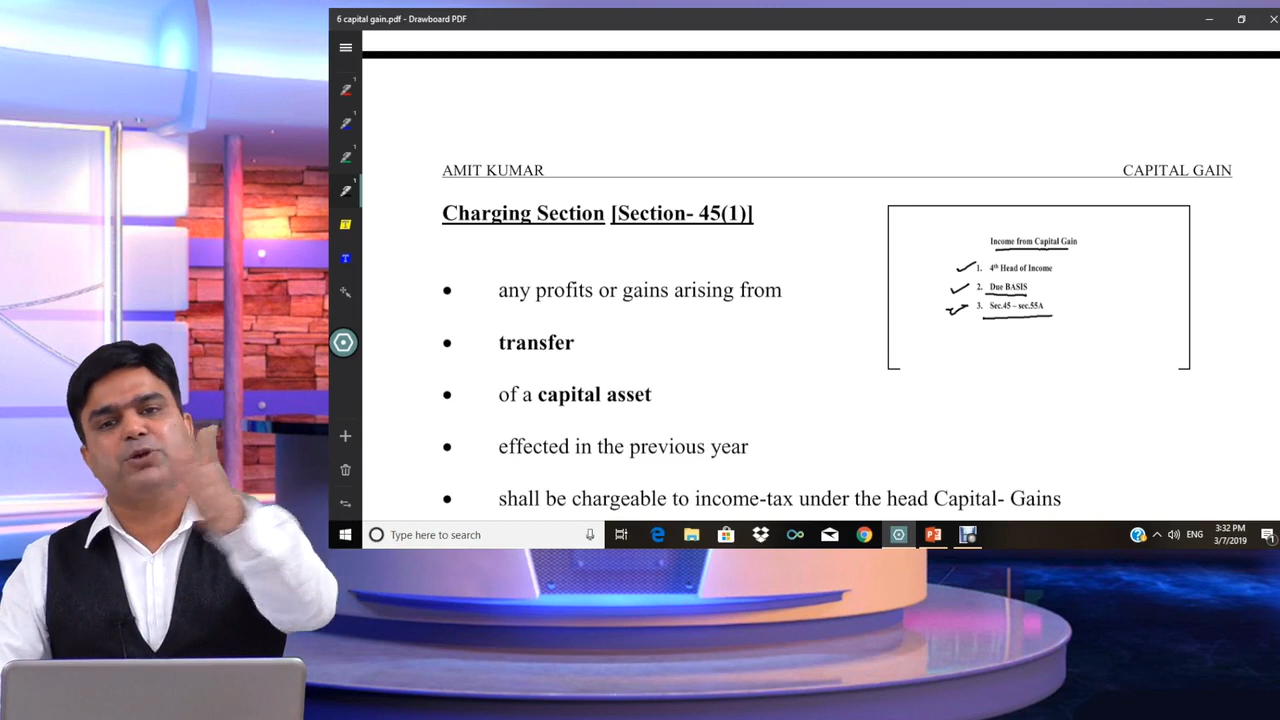 6 capital gain.pdf - Drawboard PDF
AMIT KUMAR CAPITAL GAIN
Charging Section [Section- 45(1)]
Income from Capital Gain
1. 4th Head of Income
2. Due BASIS
3. Sec.45 – sec.55A
• any profits or gains arising from
• transfer
• of a capital asset
• effected in the previous year
• shall be chargeable to income-tax under the head Capital- Gains
Type here to search
ENG
3:32 PM
3/7/2019